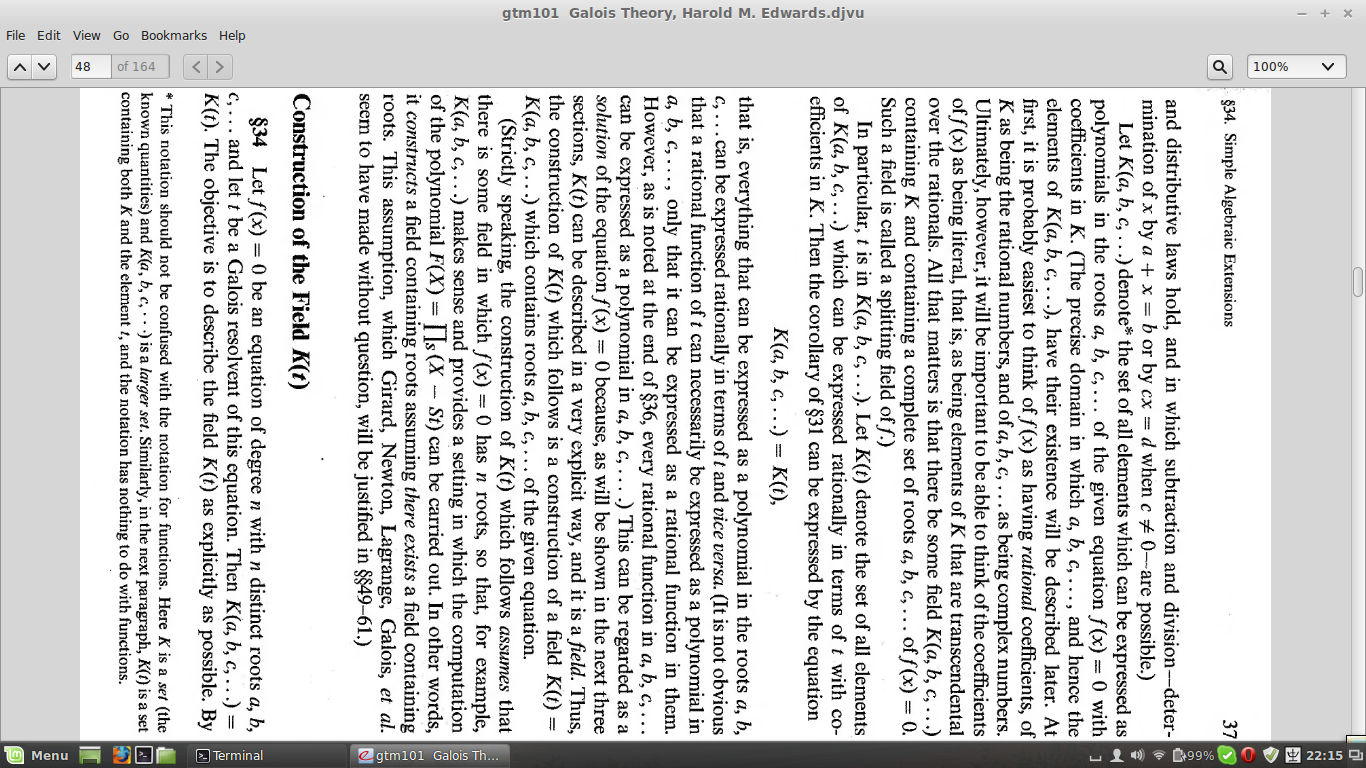 gtm101 Galois Theory, Harold M. Edwards.djvu
File Edit View Go Bookmarks Help
48 of 164
100%
§34. Simple Algebraic Extensions 37
and distributive laws hold, and in which subtraction and division—deter-
mination of x by a + x = b or by cx = d when c ≠ 0—are possible.)
Let K(a, b, c, . . .) denote* the set of all elements which can be expressed as
polynomials in the roots a, b, c, . . . of the given equation f(x) = 0 with
coefficients in K. (The precise domain in which a, b, c, . . . , and hence the
elements of K(a, b, c, . . .), have their existence will be described later. At
first, it is probably easiest to think of f(x) as having rational coefficients, of
K as being the rational numbers, and of a, b, c, . . . as being complex numbers.
Ultimately, however, it will be important to be able to think of the coefficients
of f(x) as being literal, that is, as being elements of K that are transcendental
over the rationals. All that matters is that there be some field K(a, b, c, . . .)
containing K and containing a complete set of roots a, b, c, . . . of f(x) = 0.
Such a field is called a splitting field of f.)
In particular, t is in K(a, b, c, . . .). Let K(t) denote the set of all elements
of K(a, b, c, . . .) which can be expressed rationally in terms of t with co-
efficients in K. Then the corollary of §31 can be expressed by the equation
K(a, b, c, . . .) = K(t),
that is, everything that can be expressed as a polynomial in the roots a, b,
c, . . . can be expressed rationally in terms of t and vice versa. (It is not obvious
that a rational function of t can necessarily be expressed as a polynomial in
a, b, c, . . . , only that it can be expressed as a rational function in them.
However, as is noted at the end of §36, every rational function in a, b, c, . . .
can be expressed as a polynomial in a, b, c, . . . .) This can be regarded as a
solution of the equation f(x) = 0 because, as will be shown in the next three
sections, K(t) can be described in a very explicit way, and it is a field. Thus,
the construction of K(t) which follows is a construction of a field K(t) =
K(a, b, c, . . .) which contains roots a, b, c, . . . of the given equation.
(Strictly speaking, the construction of K(t) which follows assumes that
there is some field in which f(x) = 0 has n roots, so that, for example,
K(a, b, c, . . .) makes sense and provides a setting in which the computation
of the polynomial F(X) = ∏S (X − St) can be carried out. In other words,
it constructs a field containing roots assuming there exists a field containing
roots. This assumption, which Girard, Newton, Lagrange, Galois, et al.
seem to have made without question, will be justified in §§49–61.)
Construction of the Field K(t)
§34 Let f(x) = 0 be an equation of degree n with n distinct roots a, b,
c, . . . and let t be a Galois resolvent of this equation. Then K(a, b, c, . . .) =
K(t). The objective is to describe the field K(t) as explicitly as possible. By
* This notation should not be confused with the notation for functions. Here K is a set (the
known quantities) and K(a, b, c, . . .) is a larger set. Similarly, in the next paragraph, K(t) is a set
containing both K and the element t, and the notation has nothing to do with functions.
Menu Terminal gtm101 Galois Th... 99% 22:15